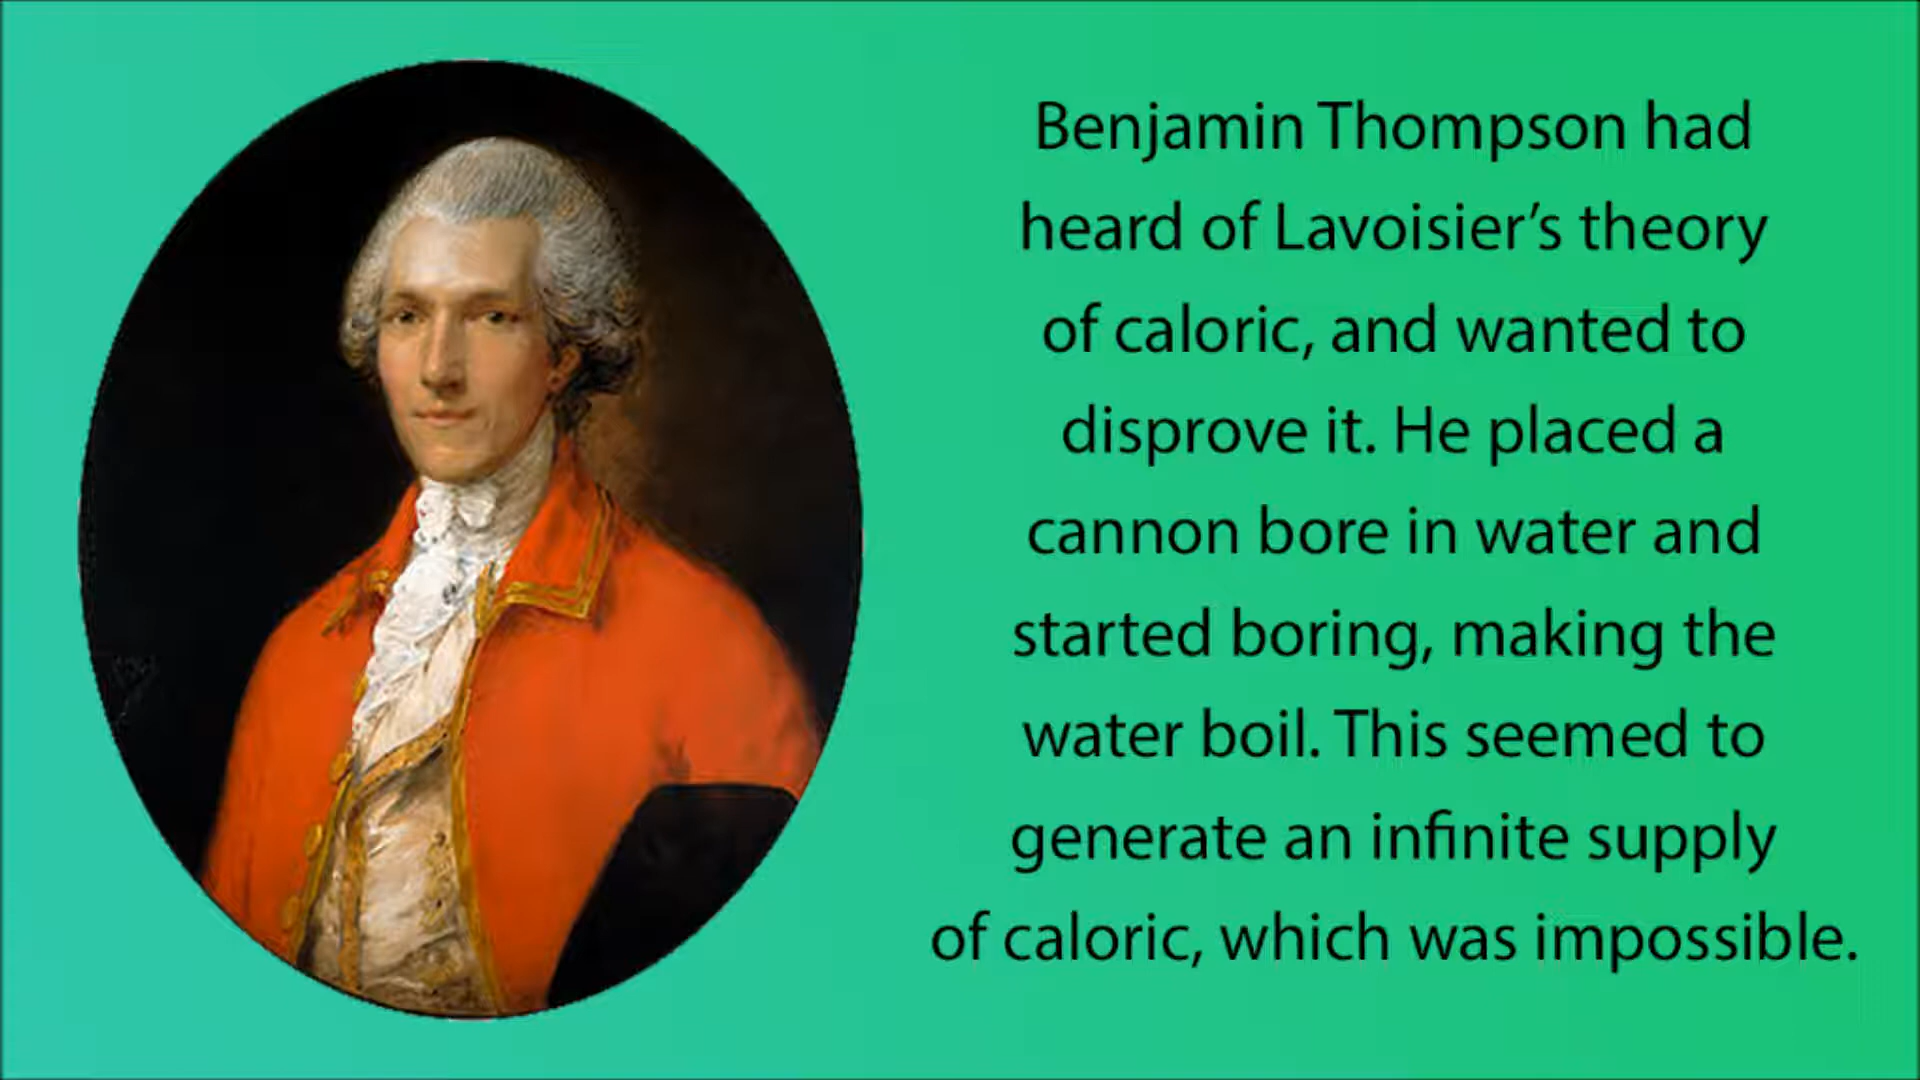 Benjamin Thompson had
heard of Lavoisier’s theory
of caloric, and wanted to
disprove it. He placed a
cannon bore in water and
started boring, making the
water boil. This seemed to
generate an infinite supply
of caloric, which was impossible.